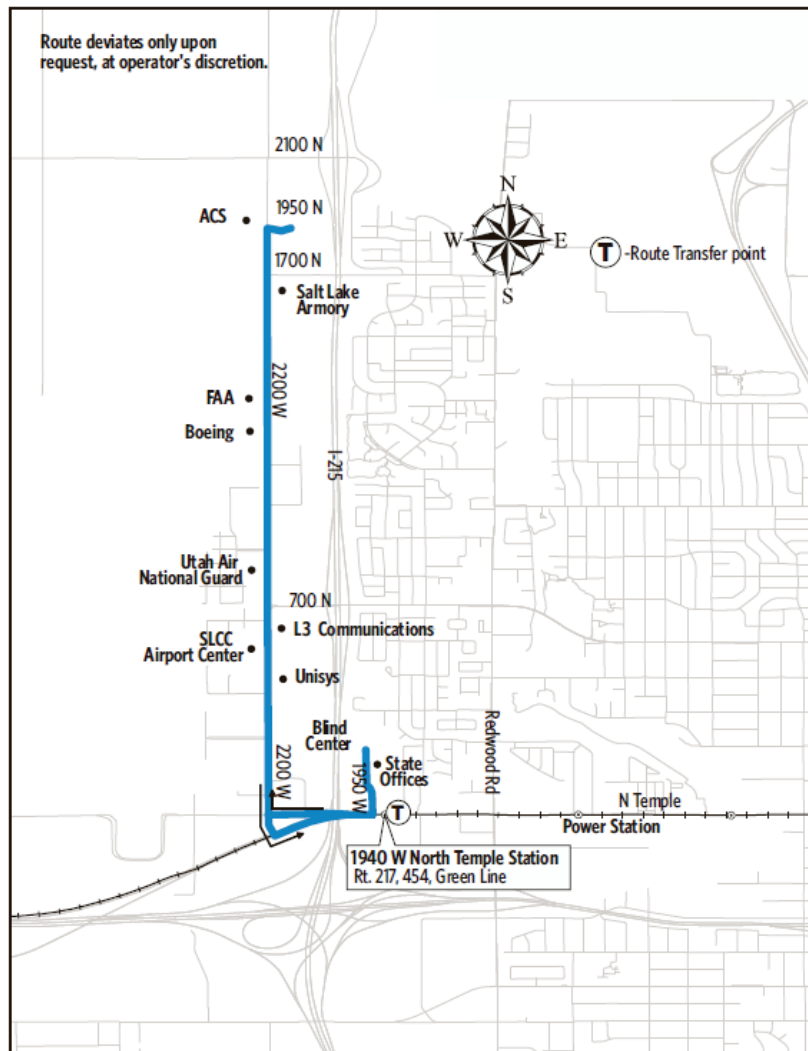 Route deviates only upon
request, at operator's discretion.
2100 N
ACS
1950 N
N
W
E
S
T
-Route Transfer point
1700 N
Salt Lake
Armory
2200 W
FAA
Boeing
I-215
Utah Air
National Guard
700 N
L3 Communications
SLCC
Airport Center
Unisys
Blind
Center
Redwood Rd
2200 W
1950 W
State
Offices
N Temple
T
Power Station
1940 W North Temple Station
Rt. 217, 454, Green Line